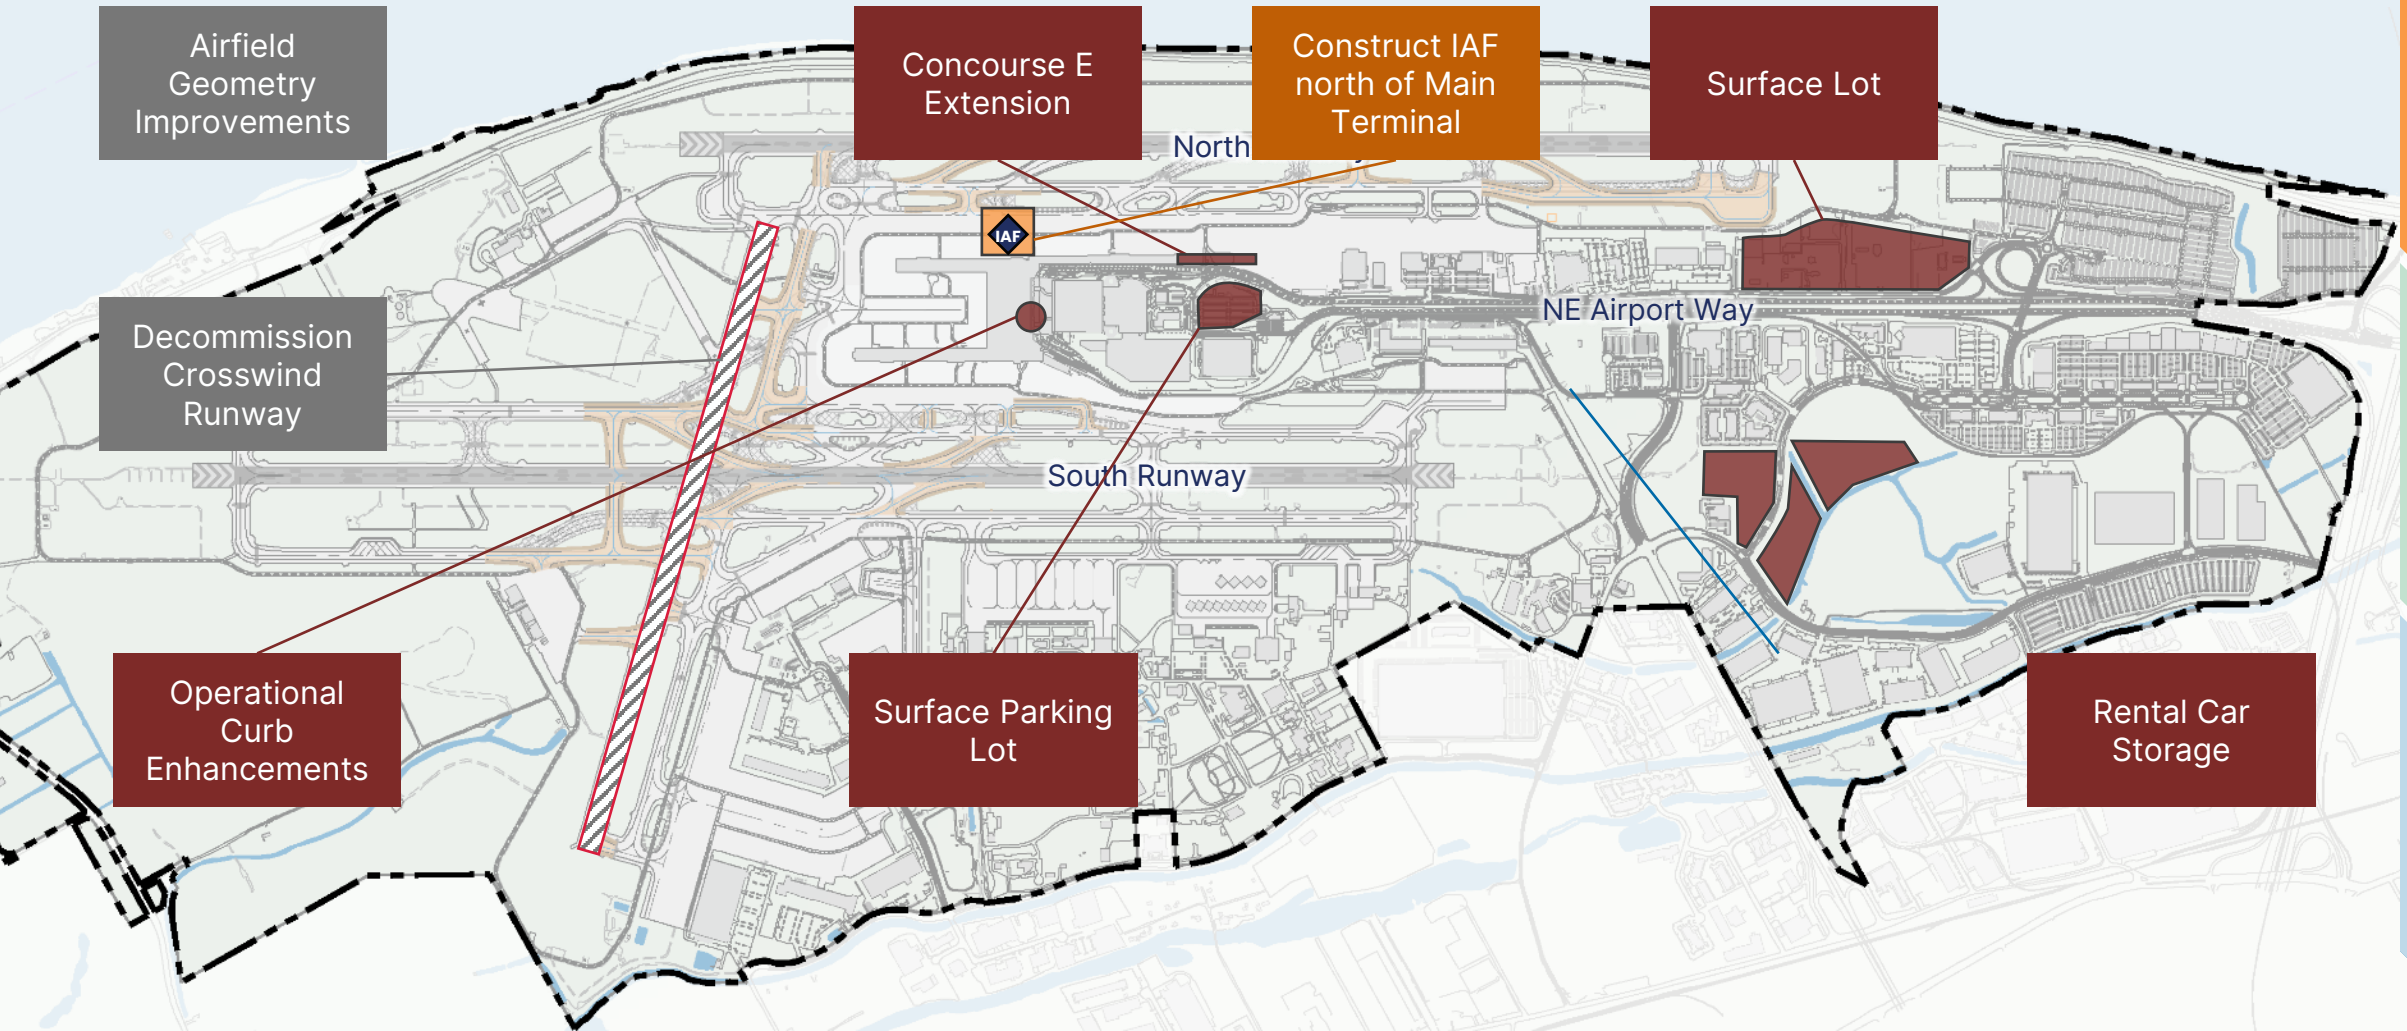 Airfield
Geometry
Improvements
Concourse E
Extension
Construct IAF
north of Main
Terminal
Surface Lot
North
IAF
NE Airport Way
Decommission
Crosswind
Runway
South Runway
Operational
Curb
Enhancements
Surface Parking
Lot
Rental Car
Storage